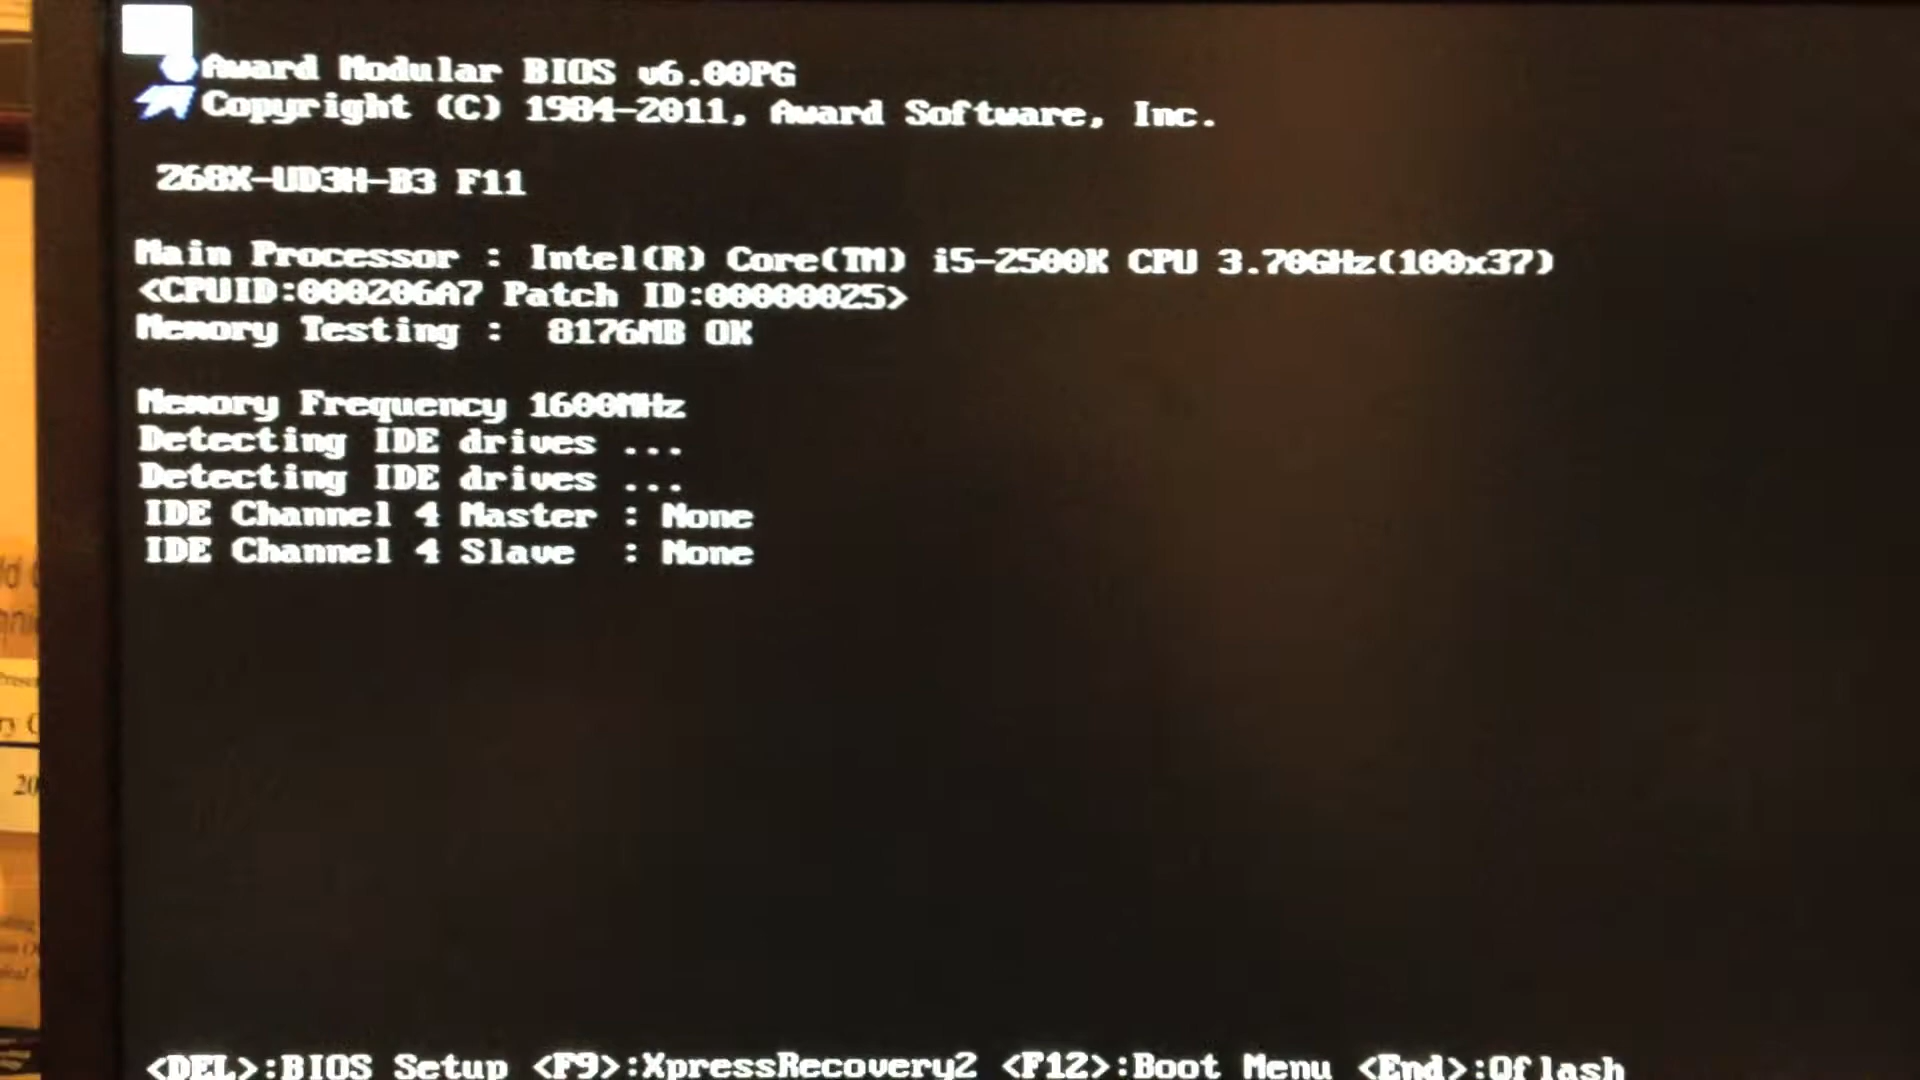 Award Modular BIOS v6.00PG
Copyright (C) 1984-2011, Award Software, Inc.
Z68X-UD3H-B3 F11
Main Processor : Intel(R) Core(TM) i5-2500K CPU 3.70GHz(100x37)
<CPUID:000206A7 Patch ID:00000025>
Memory Testing :  8176MB OK
Memory Frequency 1600MHz
Detecting IDE drives ...
Detecting IDE drives ...
IDE Channel 4 Master : None
IDE Channel 4 Slave  : None
<DEL>:BIOS Setup <F9>:XpressRecovery2 <F12>:Boot Menu <End>:Qflash